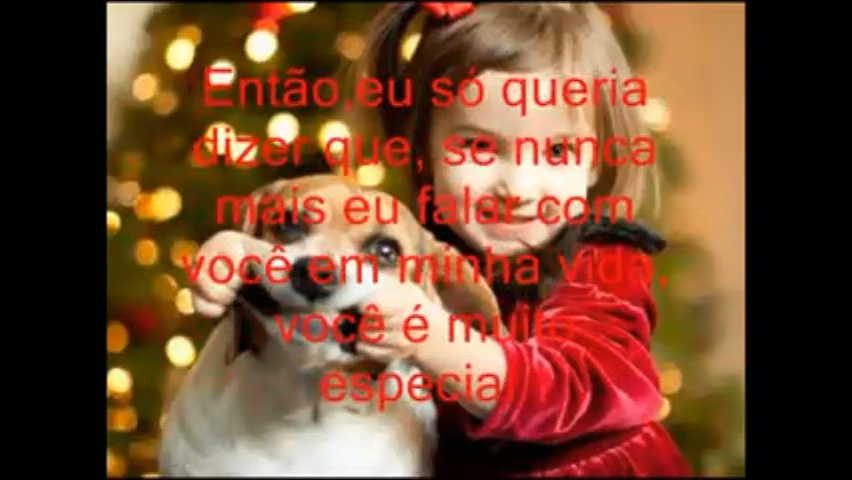 Então,eu só queria
dizer que, se nunca
mais eu falar com
você em minha vida,
você é muito
especial